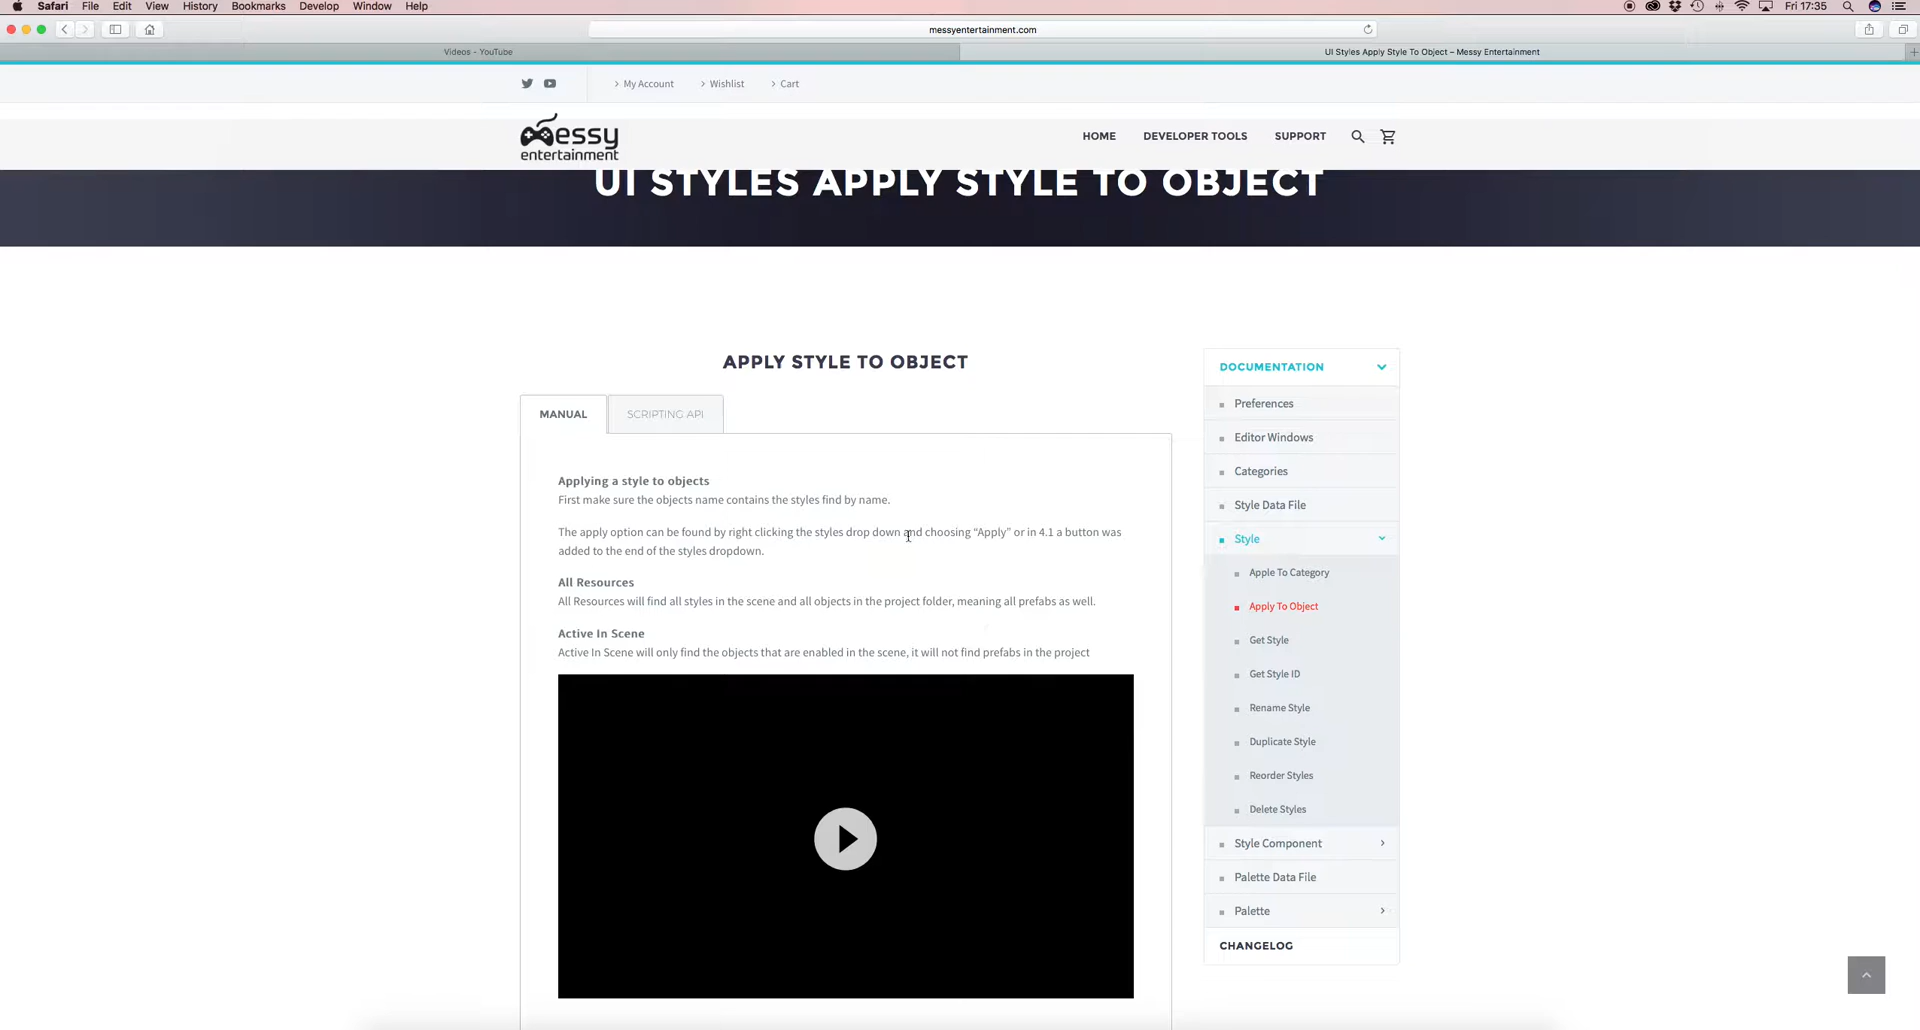 Safari File Edit View History Bookmarks Develop Window Help Fri 17:35
messyentertainment.com
Videos - YouTube UI Styles Apply Style To Object – Messy Entertainment
My Account Wishlist Cart
essy
entertainment
HOME DEVELOPER TOOLS SUPPORT
UI STYLES APPLY STYLE TO OBJECT
APPLY STYLE TO OBJECT
MANUAL SCRIPTING API
Applying a style to objects
First make sure the objects name contains the styles find by name.
The apply option can be found by right clicking the styles drop down and choosing “Apply” or in 4.1 a button was
added to the end of the styles dropdown.
All Resources
All Resources will find all styles in the scene and all objects in the project folder, meaning all prefabs as well.
Active In Scene
Active In Scene will only find the objects that are enabled in the scene, it will not find prefabs in the project
DOCUMENTATION
Preferences
Editor Windows
Categories
Style Data File
Style
Apple To Category
Apply To Object
Get Style
Get Style ID
Rename Style
Duplicate Style
Reorder Styles
Delete Styles
Style Component
Palette Data File
Palette
CHANGELOG